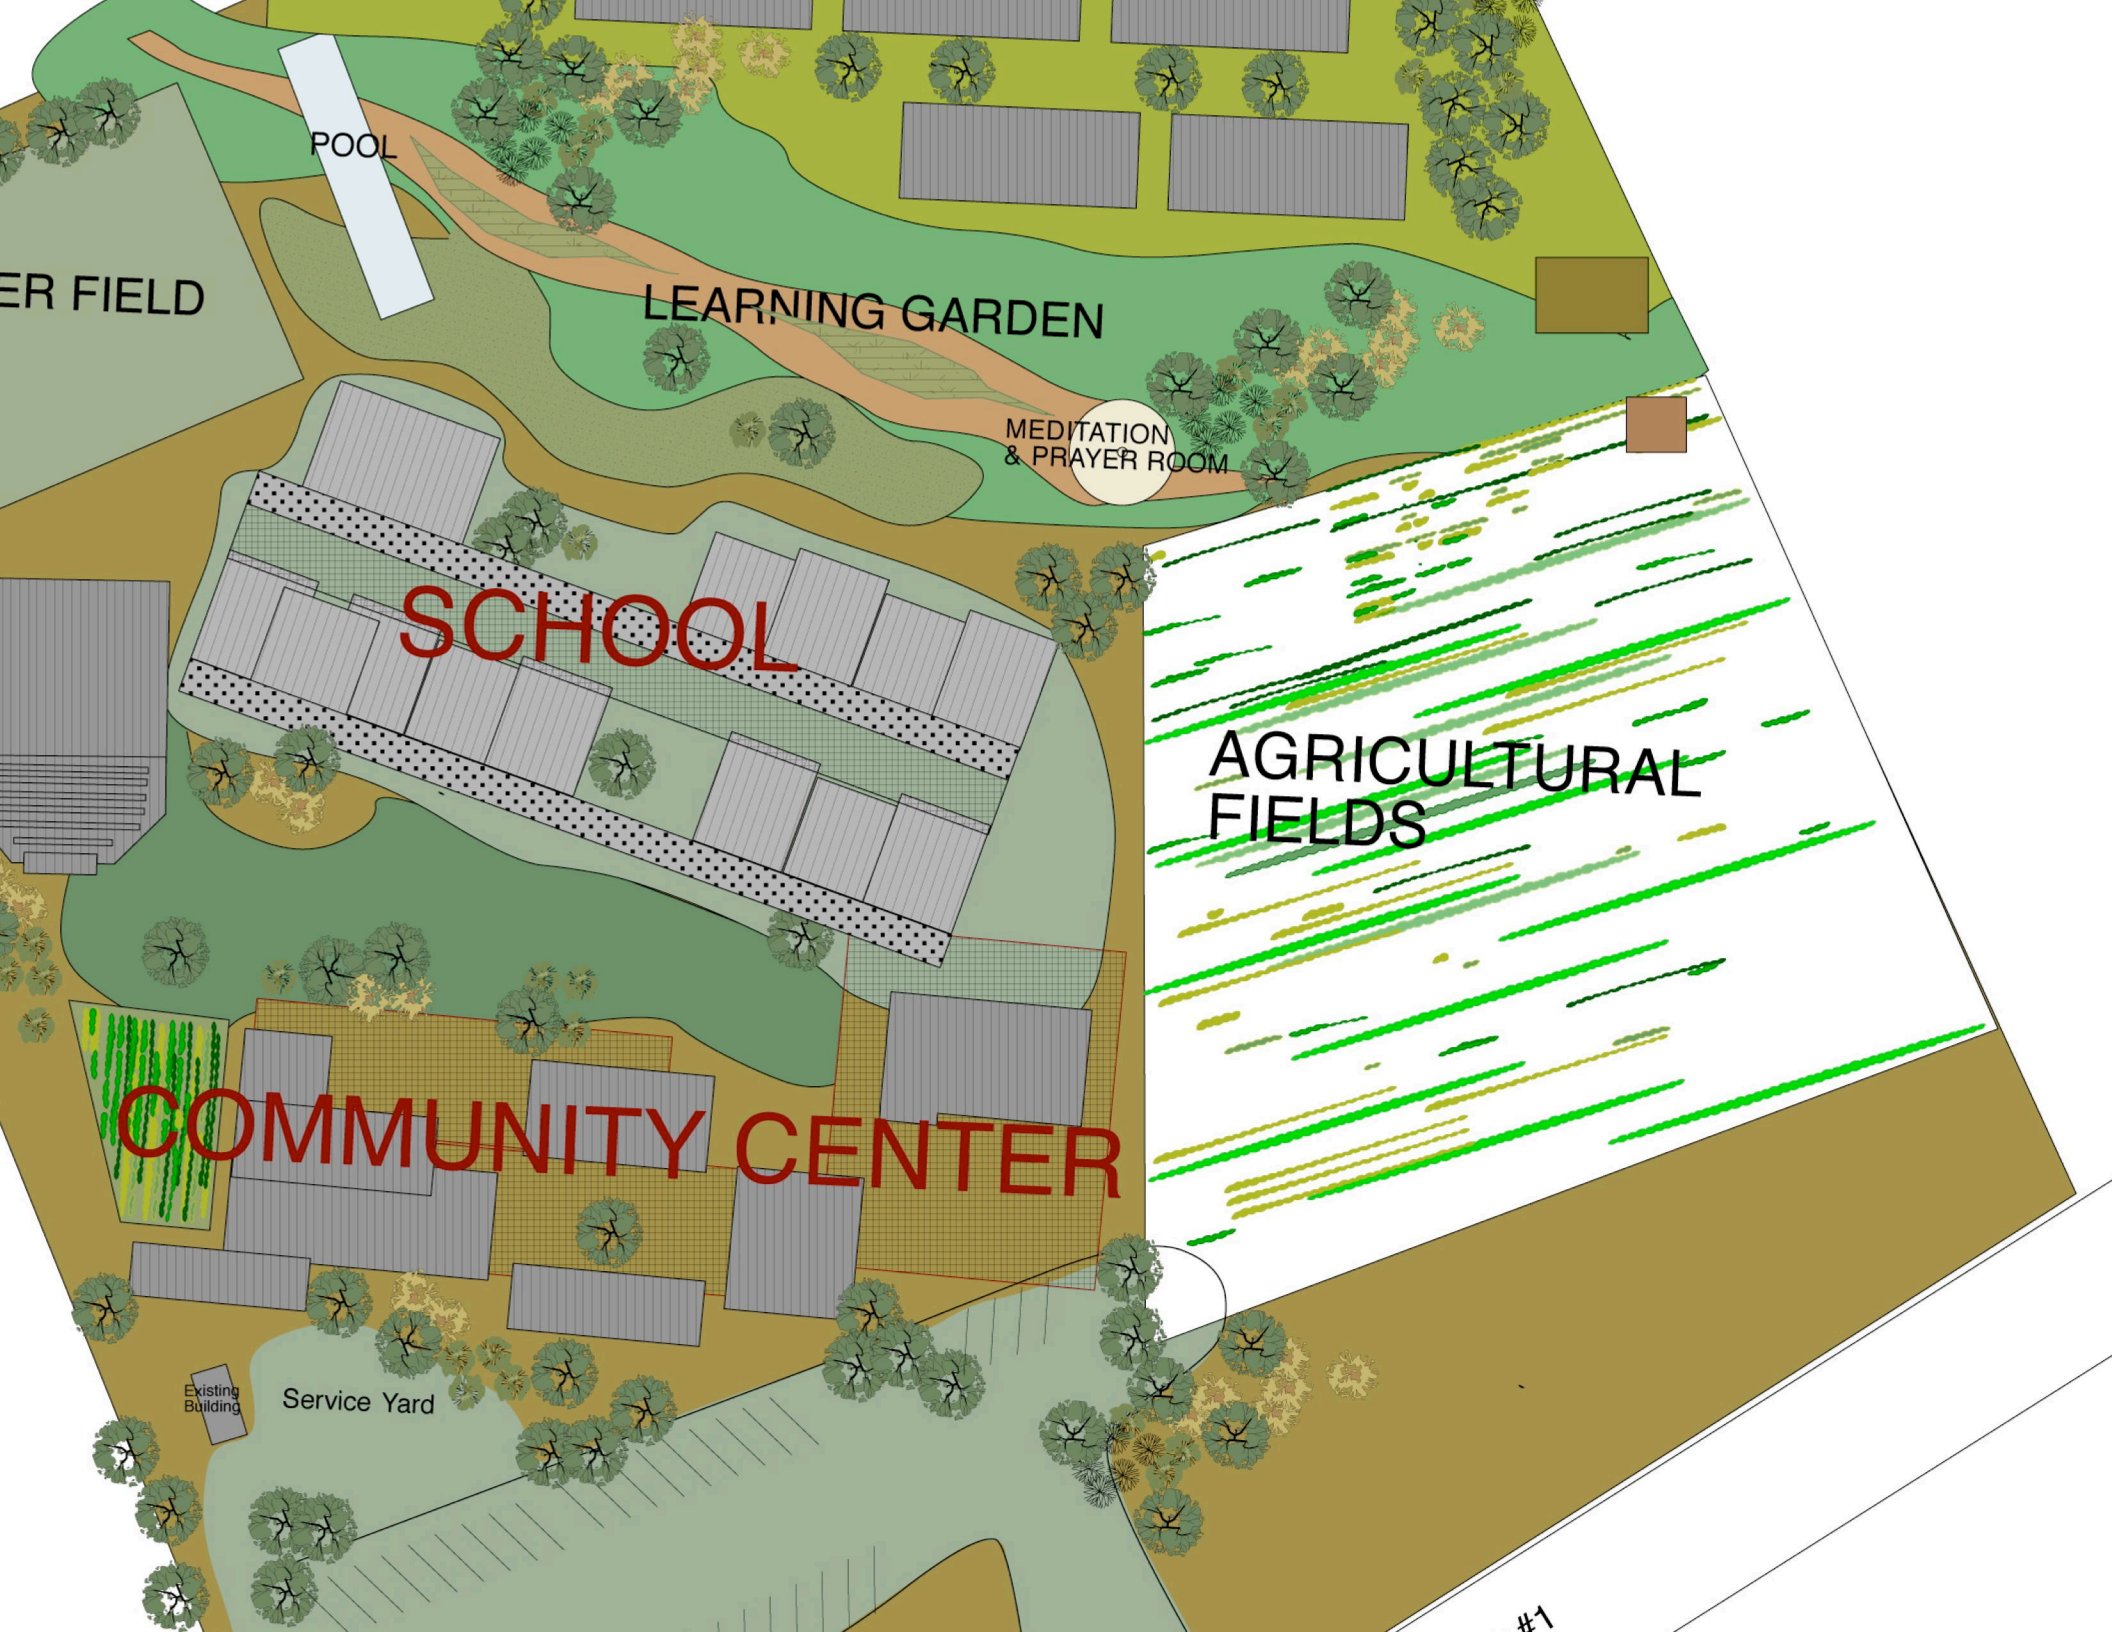 POOL
ER FIELD
LEARNING GARDEN
MEDITATION
& PRAYER ROOM
SCHOOL
AGRICULTURAL
FIELDS
COMMUNITY CENTER
Existing
Building
Service Yard
#1